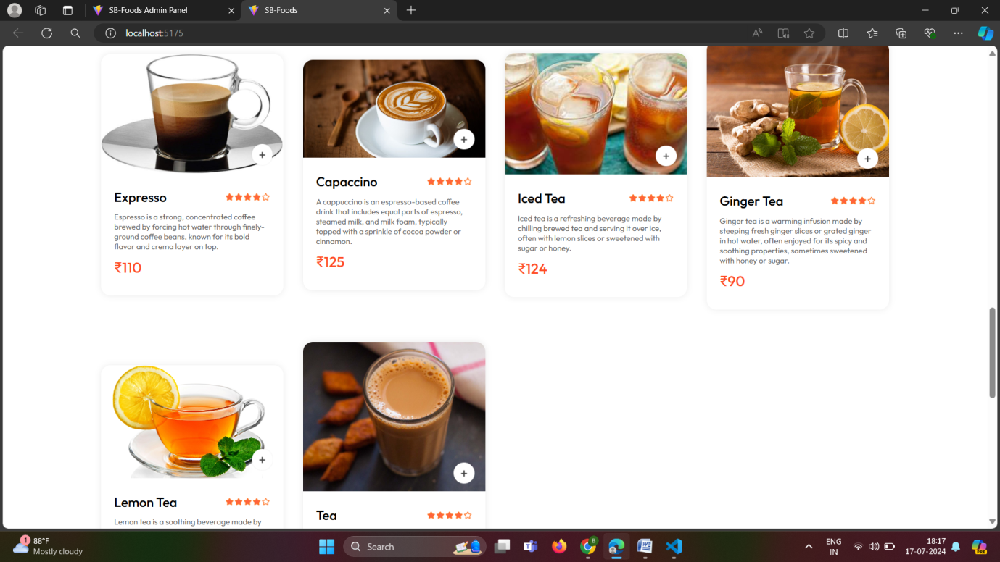 SB-Foods Admin Panel
SB-Foods
localhost:5175
Expresso
Espresso is a strong, concentrated coffee
brewed by forcing hot water through finely-
ground coffee beans, known for its bold
flavor and crema layer on top.
₹110
Capaccino
A cappuccino is an espresso-based coffee
drink that includes equal parts of espresso,
steamed milk, and milk foam, typically
topped with a sprinkle of cocoa powder or
cinnamon.
₹125
Iced Tea
Iced tea is a refreshing beverage made by
chilling brewed tea and serving it over ice,
often with lemon slices or sweetened with
sugar or honey.
₹124
Ginger Tea
Ginger tea is a warming infusion made by
steeping fresh ginger slices or grated ginger
in hot water, often enjoyed for its spicy and
soothing properties, sometimes sweetened
with honey or sugar.
₹90
Lemon Tea
Lemon tea is a soothing beverage made by
Tea
1
88°F
Mostly cloudy
Search
ENG
IN
18:17
17-07-2024
PRE